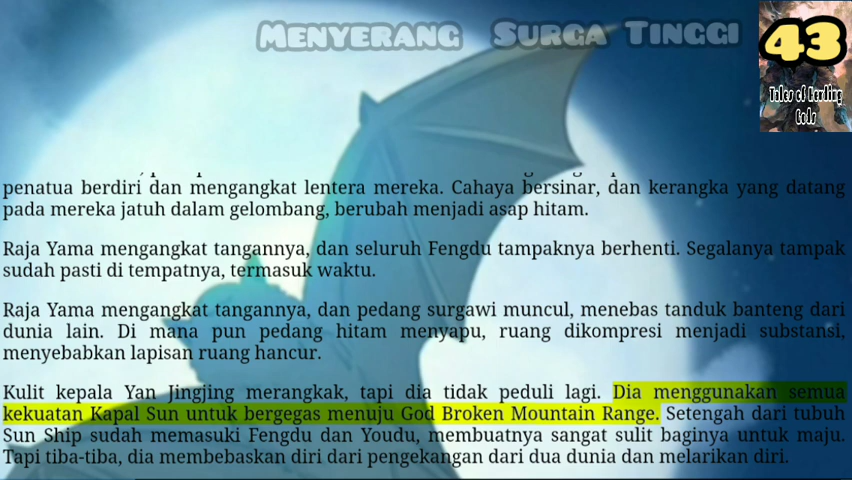 Menyerang Surga Tinggi
43
Tales of Herding
Gods
penatua berdiri dan mengangkat lentera mereka. Cahaya bersinar, dan kerangka yang datang
pada mereka jatuh dalam gelombang, berubah menjadi asap hitam.
Raja Yama mengangkat tangannya, dan seluruh Fengdu tampaknya berhenti. Segalanya tampak
sudah pasti di tempatnya, termasuk waktu.
Raja Yama mengangkat tangannya, dan pedang surgawi muncul, menebas tanduk banteng dari
dunia lain. Di mana pun pedang hitam menyapu, ruang dikompresi menjadi substansi,
menyebabkan lapisan ruang hancur.
Kulit kepala Yan Jingjing merangkak, tapi dia tidak peduli lagi. Dia menggunakan semua
kekuatan Kapal Sun untuk bergegas menuju God Broken Mountain Range. Setengah dari tubuh
Sun Ship sudah memasuki Fengdu dan Youdu, membuatnya sangat sulit baginya untuk maju.
Tapi tiba-tiba, dia membebaskan diri dari pengekangan dari dua dunia dan melarikan diri.